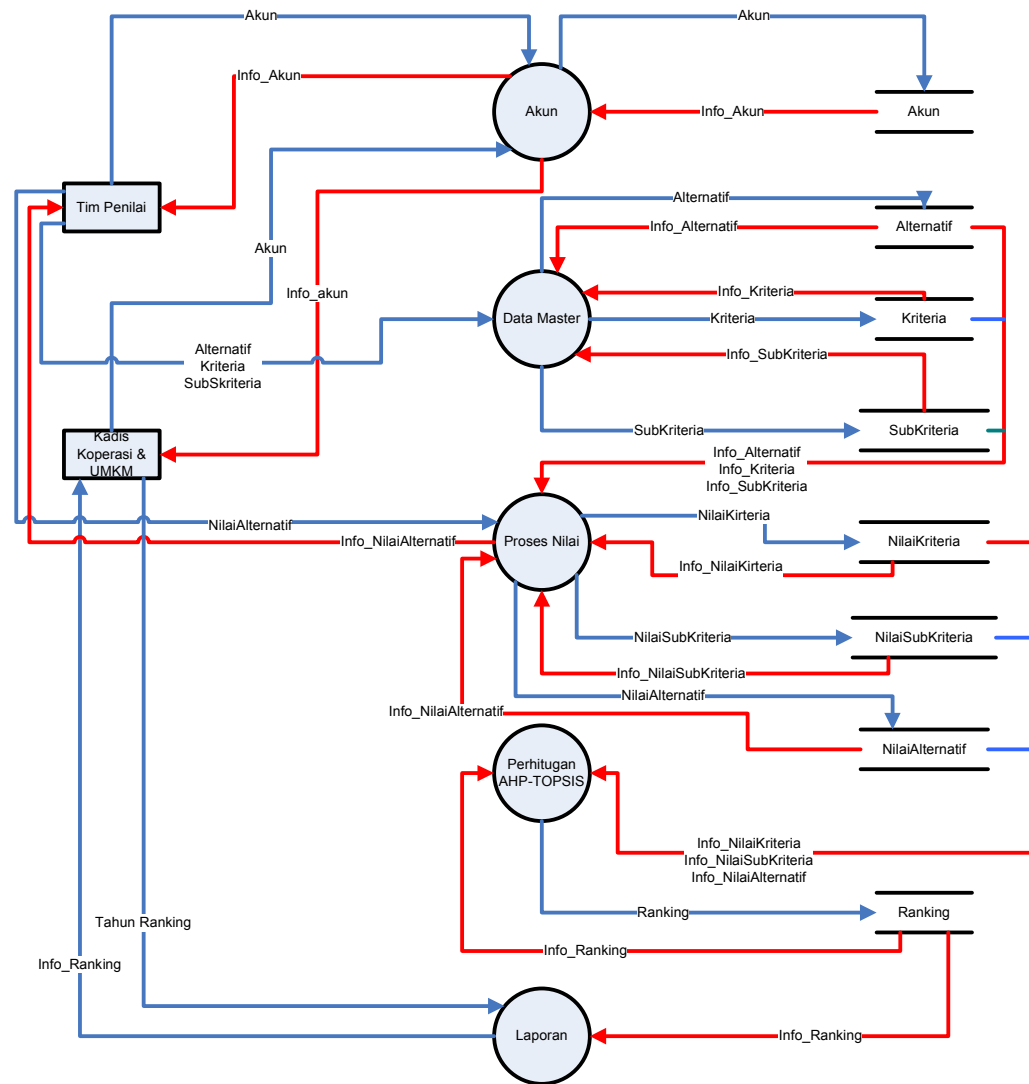 Akun
Akun
Info_Akun
Info_Akun
Akun
Akun
Tim Penilai
Alternatif
Info_Alternatif
Alternatif
Akun
Info_akun
Info_Kriteria
Data Master
Kriteria
Kriteria
Alternatif
Kriteria
SubSkriteria
Info_SubKriteria
SubKriteria
SubKriteria
Kadis
Koperasi &
UMKM
Info_Alternatif
Info_Kriteria
Info_SubKriteria
NilaiAlternatif
NilaiKirteria
Info_NilaiAlternatif
Proses Nilai
NilaiKriteria
Info_NilaiKirteria
NilaiSubKriteria
NilaiSubKriteria
Info_NilaiSubKriteria
NilaiAlternatif
Info_NilaiAlternatif
NilaiAlternatif
Perhitugan
AHP-TOPSIS
Info_NilaiKriteria
Info_NilaiSubKriteria
Info_NilaiAlternatif
Ranking
Ranking
Tahun Ranking
Info_Ranking
Info_Ranking
Laporan
Info_Ranking